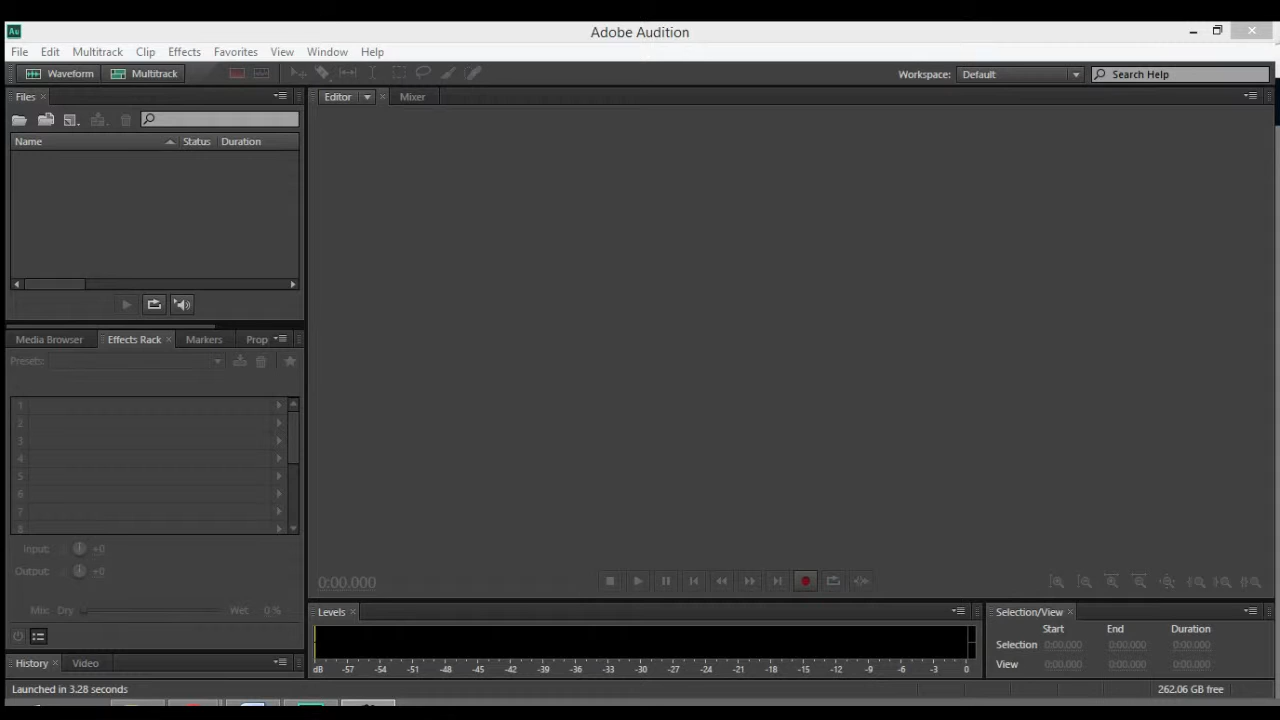 Au Adobe Audition
File Edit Multitrack Clip Effects Favorites View Window Help
Waveform Multitrack Workspace: Default Search Help
Files Editor Mixer
Name Status Duration
Media Browser Effects Rack Markers Prop
Presets:
1
2
3
4
5
6
7
8
Input: +0
Output: +0
0:00.000
Mix: Dry Wet 0 %
History Video
Levels
dB -57 -54 -51 -48 -45 -42 -39 -36 -33 -30 -27 -24 -21 -18 -15 -12 -9 -6 -3 0
Selection/View
Start End Duration
Selection 0:00.000 0:00.000 0:00.000
View 0:00.000 0:00.000 0:00.000
Launched in 3.28 seconds 262.06 GB free